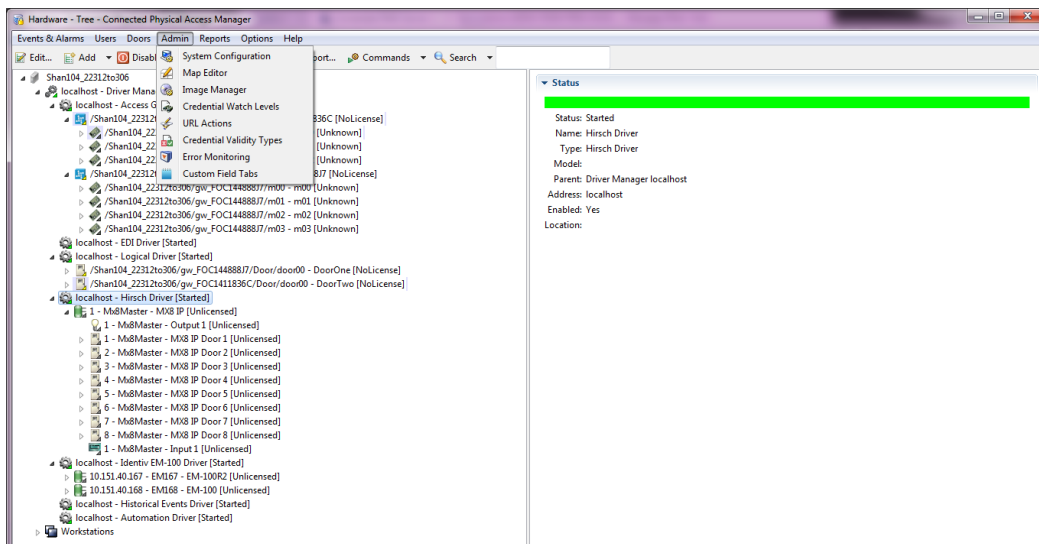 Hardware - Tree - Connected Physical Access Manager
Events & Alarms Users Doors Admin Reports Options Help
Edit... Add Disabl ort... Commands Search
System Configuration
Map Editor
Image Manager
Credential Watch Levels
URL Actions
Credential Validity Types
Error Monitoring
Custom Field Tabs
Shan104_22312to306
localhost - Driver Mana
localhost - Access G
/Shan104_22312t 836C [NoLicense]
/Shan104_22 [Unknown]
/Shan104_22 [Unknown]
/Shan104_22 [Unknown]
/Shan104_22312t 8J7 [NoLicense]
/Shan104_22312to306/gw_FOC144888J7/m00 - m00 [Unknown]
/Shan104_22312to306/gw_FOC144888J7/m01 - m01 [Unknown]
/Shan104_22312to306/gw_FOC144888J7/m02 - m02 [Unknown]
/Shan104_22312to306/gw_FOC144888J7/m03 - m03 [Unknown]
localhost - EDI Driver [Started]
localhost - Logical Driver [Started]
/Shan104_22312to306/gw_FOC144888J7/Door/door00 - DoorOne [NoLicense]
/Shan104_22312to306/gw_FOC1411836C/Door/door00 - DoorTwo [NoLicense]
localhost - Hirsch Driver [Started]
1 - Mx8Master - MX8 IP [Unlicensed]
1 - Mx8Master - Output 1 [Unlicensed]
1 - Mx8Master - MX8 IP Door 1 [Unlicensed]
2 - Mx8Master - MX8 IP Door 2 [Unlicensed]
3 - Mx8Master - MX8 IP Door 3 [Unlicensed]
4 - Mx8Master - MX8 IP Door 4 [Unlicensed]
5 - Mx8Master - MX8 IP Door 5 [Unlicensed]
6 - Mx8Master - MX8 IP Door 6 [Unlicensed]
7 - Mx8Master - MX8 IP Door 7 [Unlicensed]
8 - Mx8Master - MX8 IP Door 8 [Unlicensed]
1 - Mx8Master - Input 1 [Unlicensed]
localhost - Identiv EM-100 Driver [Started]
10.151.40.167 - EM167 - EM-100R2 [Unlicensed]
10.151.40.168 - EM168 - EM-100 [Unlicensed]
localhost - Historical Events Driver [Started]
localhost - Automation Driver [Started]
Workstations
Status
Status: Started
Name: Hirsch Driver
Type: Hirsch Driver
Model:
Parent: Driver Manager localhost
Address: localhost
Enabled: Yes
Location: